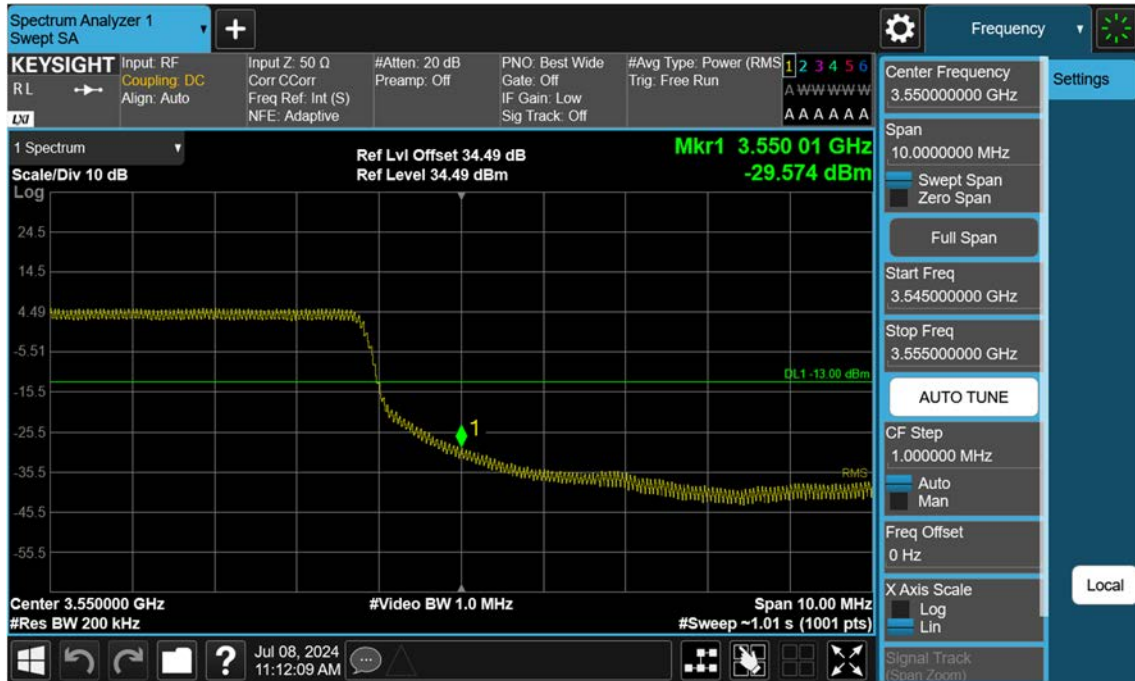 Spectrum Analyzer 1
Swept SA
+
Frequency
KEYSIGHT
RL
LXI
Input: RF
Coupling: DC
Align: Auto
Input Z: 50 Ω
Corr CCorr
Freq Ref: Int (S)
NFE: Adaptive
#Atten: 20 dB
Preamp: Off
PNO: Best Wide
Gate: Off
IF Gain: Low
Sig Track: Off
#Avg Type: Power (RMS
Trig: Free Run
1 2 3 4 5 6
A W W W W W
A A A A A A
1 Spectrum
Scale/Div 10 dB
Ref Lvl Offset 34.49 dB
Ref Level 34.49 dBm
Mkr1 3.550 01 GHz
-29.574 dBm
Log
24.5
14.5
4.49
-5.51
-15.5
-25.5
-35.5
-45.5
-55.5
DL1 -13.00 dBm
1
RMS
Center 3.550000 GHz
#Res BW 200 kHz
#Video BW 1.0 MHz
Span 10.00 MHz
#Sweep ~1.01 s (1001 pts)
Center Frequency
3.550000000 GHz
Settings
Span
10.0000000 MHz
Swept Span
Zero Span
Full Span
Start Freq
3.545000000 GHz
Stop Freq
3.555000000 GHz
AUTO TUNE
CF Step
1.000000 MHz
Auto
Man
Freq Offset
0 Hz
X Axis Scale
Log
Lin
Local
Signal Track
(Span Zoom)
?
Jul 08, 2024
11:12:09 AM